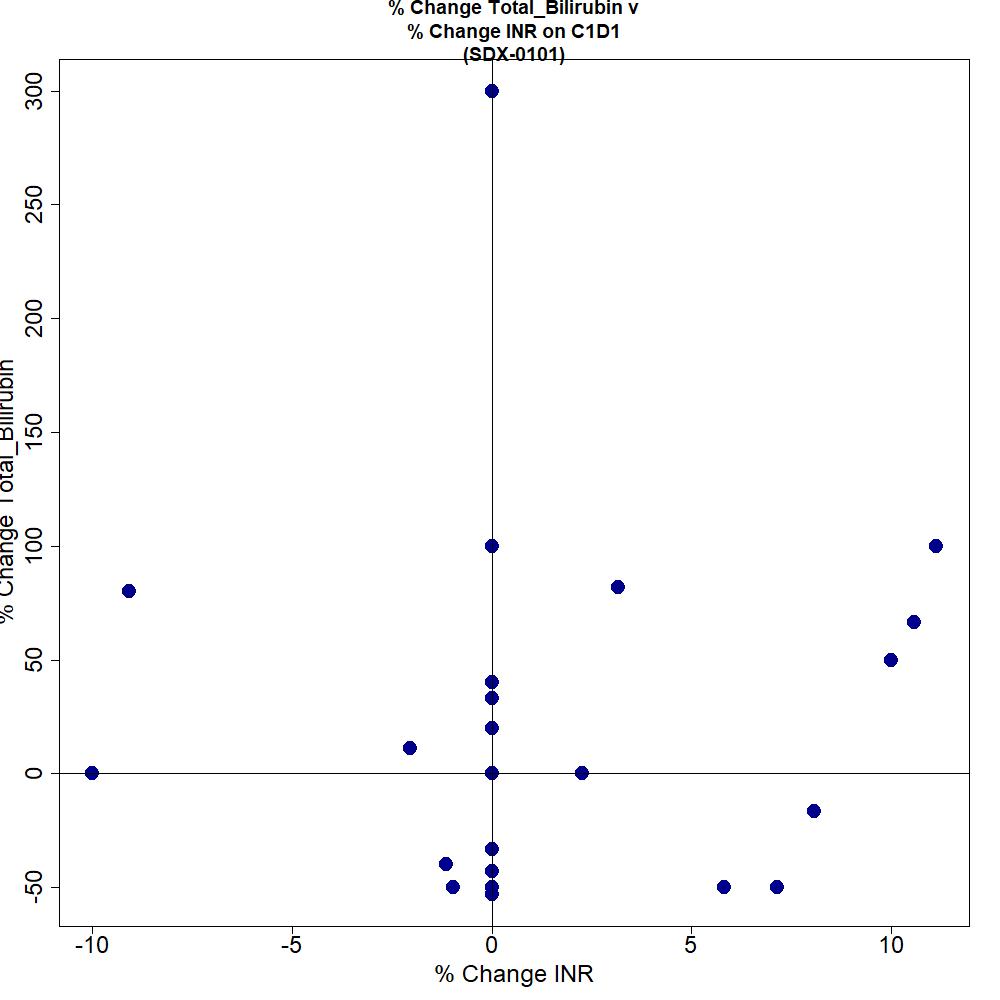 % Change Total_Bilirubin v
% Change INR on C1D1
(SDX-0101)
300
250
200
150
100
50
0
-50
% Change Total_Bilirubin
-10
-5
0
5
10
% Change INR